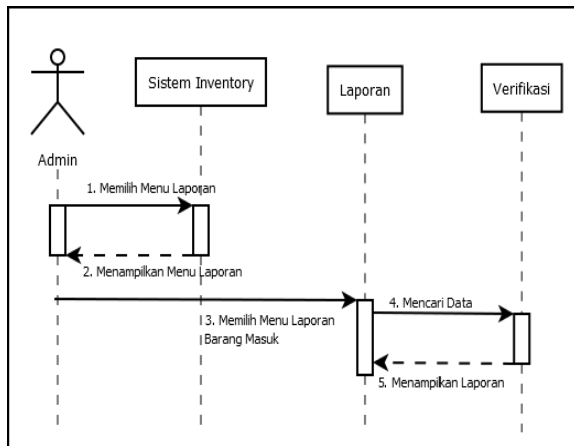 Sistem Inventory
Laporan
Verifikasi
Admin
1. Memilih Menu Laporan
2. Menampilkan Menu Laporan
3. Memilih Menu Laporan
Barang Masuk
4. Mencari Data
5. Menampikan Laporan